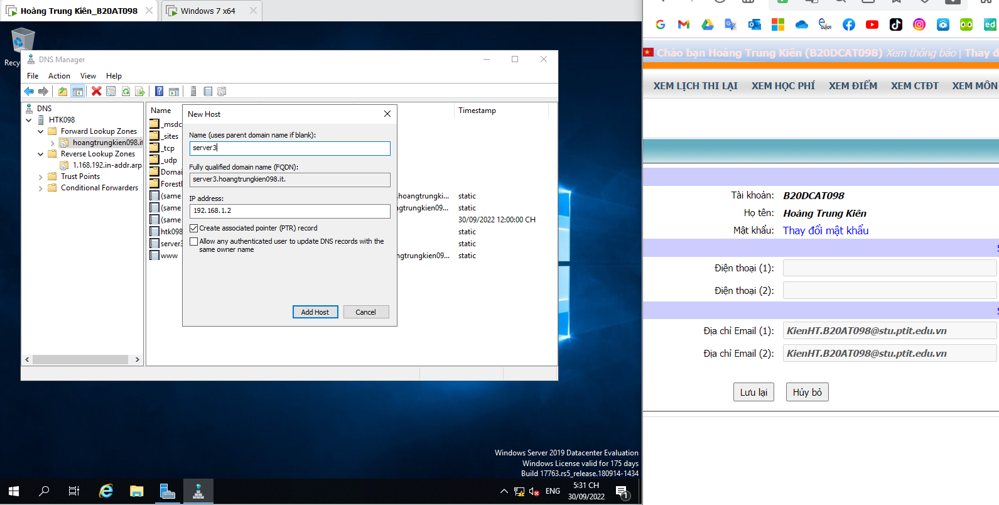 Hoàng Trung Kiên_B20AT098
Windows 7 x64
Recy
DNS Manager
File Action View Help
DNS
HTK098
Forward Lookup Zones
hoangtrungkien098.it
Reverse Lookup Zones
1.168.192.in-addr.arp
Trust Points
Conditional Forwarders
Name
Timestamp
_msdc
_sites
_tcp
_udp
Domai
Forest
(same
.hoangtrungki... static
(same
ngtrungkien09... static
(same
30/09/2022 12:00:00 CH
htk098
static
server3
static
www
ngtrungkien09... static
New Host
Name (uses parent domain name if blank):
server3
Fully qualified domain name (FQDN):
server3.hoangtrungkien098.it.
IP address:
192.168.1.2
Create associated pointer (PTR) record
Allow any authenticated user to update DNS records with the
same owner name
Add Host
Cancel
Windows Server 2019 Datacenter Evaluation
Windows License valid for 175 days
Build 17763.rs5_release.180914-1434
ENG
5:31 CH
30/09/2022
1
Chào bạn Hoàng Trung Kiên (B20DCAT098) Xem thông báo | Thay đ
XEM LỊCH THI LẠI XEM HỌC PHÍ XEM ĐIỂM XEM CTĐT XEM MÔN
Tài khoản: B20DCAT098
Họ tên: Hoàng Trung Kiên
Mật khẩu: Thay đổi mật khẩu
Điện thoại (1):
Điện thoại (2):
Địa chỉ Email (1): KienHT.B20AT098@stu.ptit.edu.vn
Địa chỉ Email (2): KienHT.B20AT098@stu.ptit.edu.vn
Lưu lại
Hủy bỏ